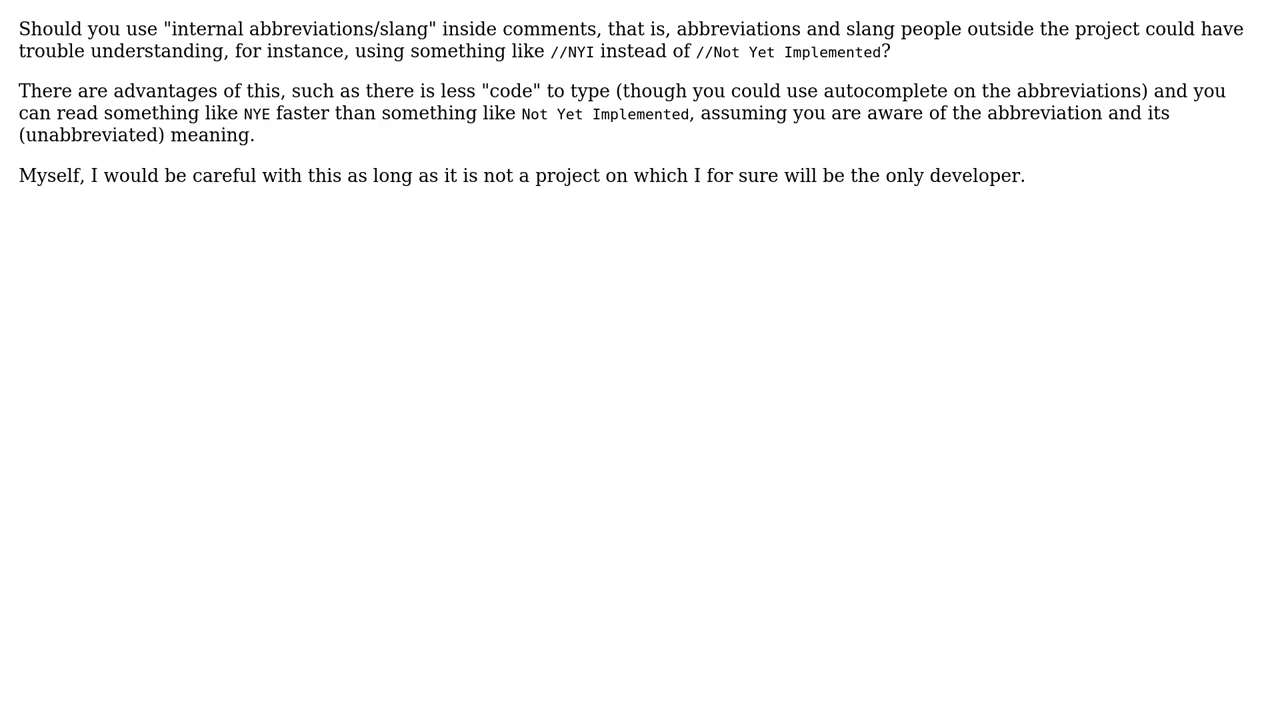 Should you use "internal abbreviations/slang" inside comments, that is, abbreviations and slang people outside the project could have
trouble understanding, for instance, using something like //NYI instead of //Not Yet Implemented?
There are advantages of this, such as there is less "code" to type (though you could use autocomplete on the abbreviations) and you
can read something like NYE faster than something like Not Yet Implemented, assuming you are aware of the abbreviation and its
(unabbreviated) meaning.
Myself, I would be careful with this as long as it is not a project on which I for sure will be the only developer.